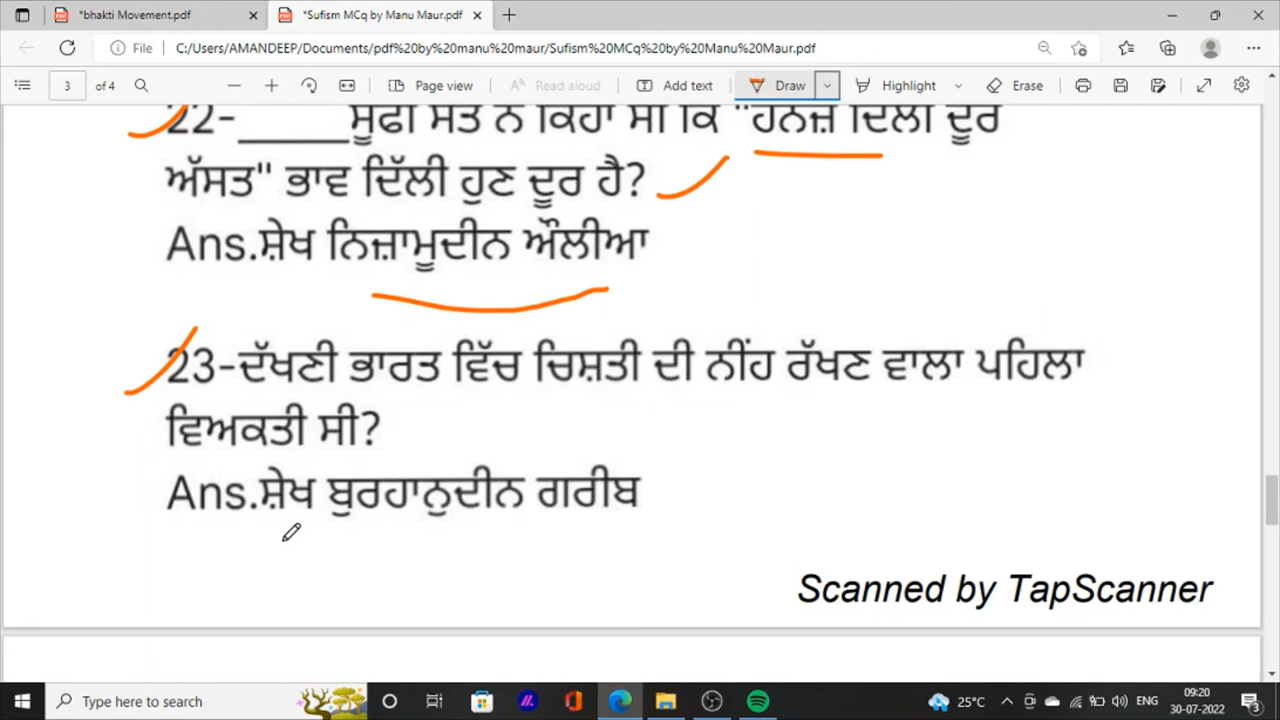 *bhakti Movement.pdf
*Sufism MCq by Manu Maur.pdf
File
C:/Users/AMANDEEP/Documents/pdf%20by%20manu%20maur/Sufism%20MCq%20by%20Manu%20Maur.pdf
3 of 4
Page view
Read aloud
Add text
Draw
Highlight
Erase
22-_____ਸੂਫੀ ਸੰਤ ਨੇ ਕਿਹਾ ਸੀ ਕਿ "ਹਨਜ਼ ਦਿਲੀ ਦੂਰ
ਅੱਸਤ" ਭਾਵ ਦਿੱਲੀ ਹੁਣ ਦੂਰ ਹੈ?
Ans.ਸ਼ੇਖ ਨਿਜ਼ਾਮੂਦੀਨ ਔਲੀਆ
23-ਦੱਖਣੀ ਭਾਰਤ ਵਿੱਚ ਚਿਸ਼ਤੀ ਦੀ ਨੀਂਹ ਰੱਖਣ ਵਾਲਾ ਪਹਿਲਾ
ਵਿਅਕਤੀ ਸੀ?
Ans.ਸ਼ੇਖ ਬੁਰਹਾਨੁਦੀਨ ਗਰੀਬ
Scanned by TapScanner
Type here to search
25°C
ENG
09:20
30-07-2022
3